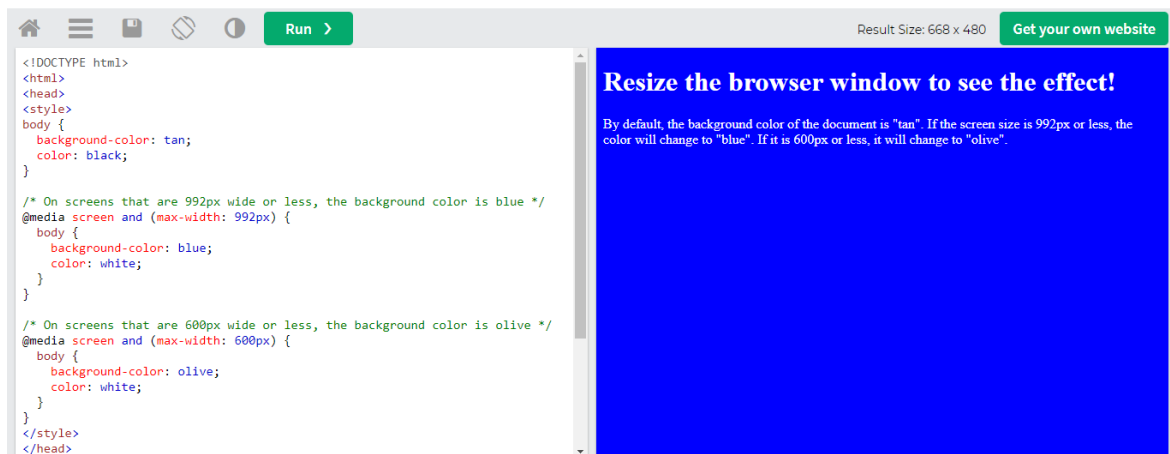 Run ❯
Result Size: 668 x 480
Get your own website
<!DOCTYPE html>
<html>
<head>
<style>
body {
  background-color: tan;
  color: black;
}

/* On screens that are 992px wide or less, the background color is blue */
@media screen and (max-width: 992px) {
  body {
    background-color: blue;
    color: white;
  }
}

/* On screens that are 600px wide or less, the background color is olive */
@media screen and (max-width: 600px) {
  body {
    background-color: olive;
    color: white;
  }
}
</style>
</head>
Resize the browser window to see the effect!
By default, the background color of the document is "tan". If the screen size is 992px or less, the
color will change to "blue". If it is 600px or less, it will change to "olive".